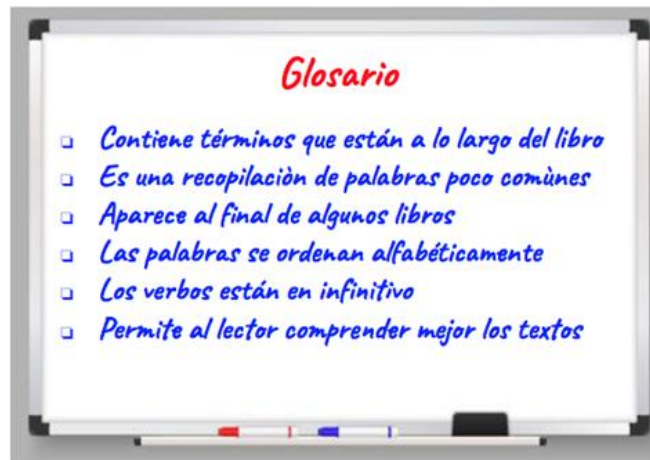 Glosario
Contiene términos que están a lo largo del libro
Es una recopilaciòn de palabras poco comùnes
Aparece al final de algunos libros
Las palabras se ordenan alfabéticamente
Los verbos están en infinitivo
Permite al lector comprender mejor los textos